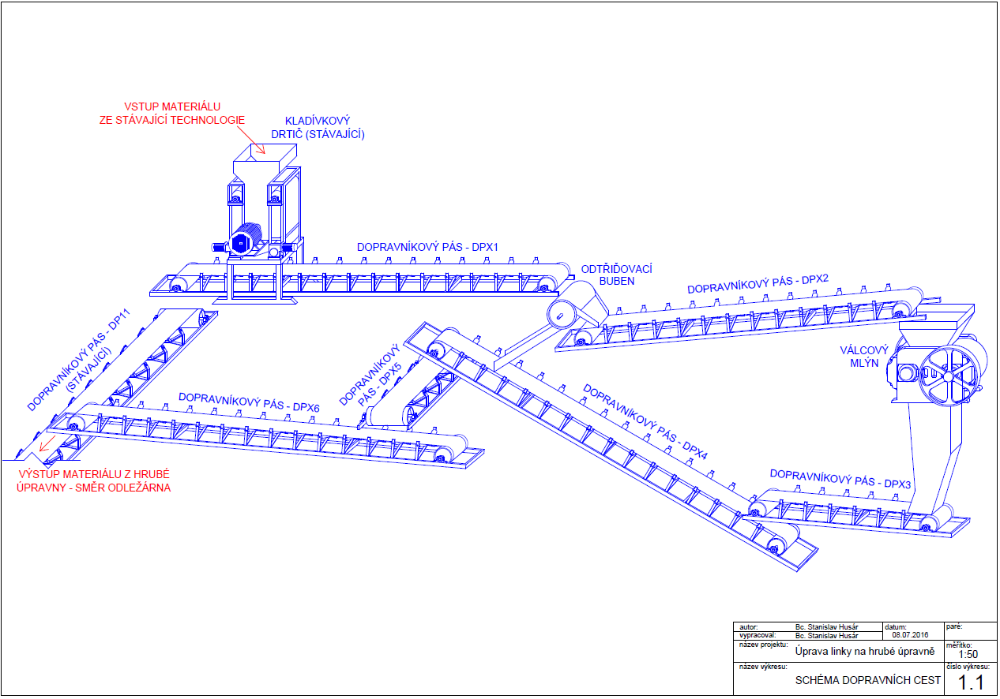 VSTUP MATERIÁLU
ZE STÁVAJÍCÍ TECHNOLOGIE
KLADÍVKOVÝ
DRTIČ (STÁVAJÍCÍ)
DOPRAVNÍKOVÝ PÁS - DPX1
ODTŘIĎOVACÍ
BUBEN
DOPRAVNÍKOVÝ PÁS - DPX2
DOPRAVNÍKOVÝ PÁS - DP11
(STÁVAJÍCÍ)
VÁLCOVÝ
MLÝN
DOPRAVNÍKOVÝ
PÁS - DPX5
DOPRAVNÍKOVÝ PÁS - DPX6
DOPRAVNÍKOVÝ PÁS - DPX4
VÝSTUP MATERIÁLU Z HRUBÉ
ÚPRAVNY - SMĚR ODLEŽÁRNA
DOPRAVNÍKOVÝ PÁS - DPX3
autor: Bc. Stanislav Husár
vypracoval: Bc. Stanislav Husár
datum:
08.07.2016
paré:
název projektu:
Úprava linky na hrubé úpravně
měřítko:
1:50
název výkresu:
SCHÉMA DOPRAVNÍCH CEST
číslo výkresu:
1.1